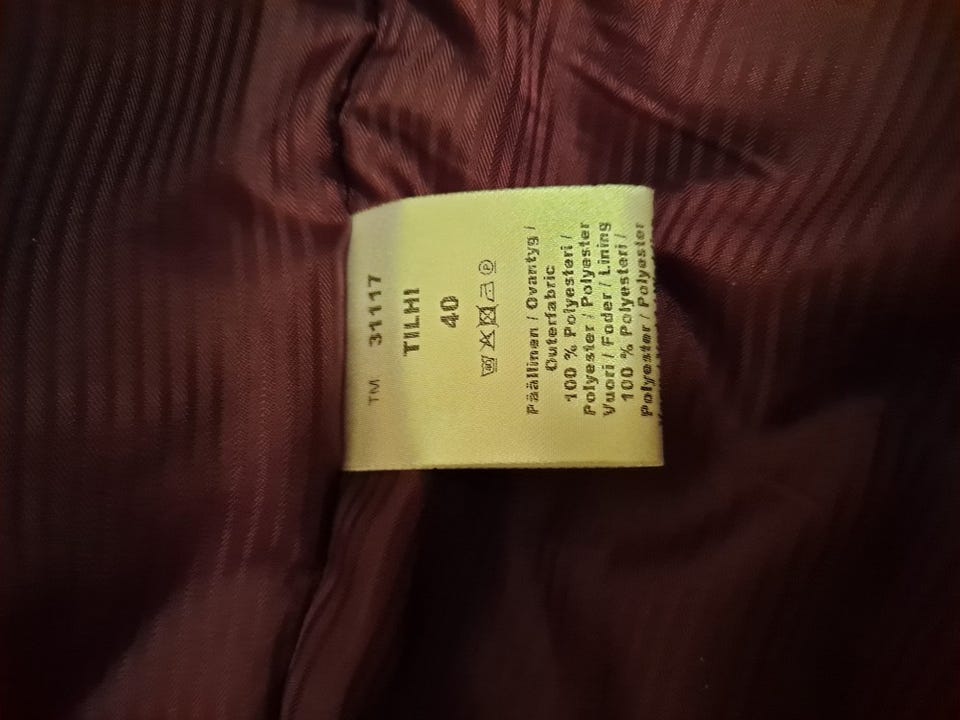 TM 31117
TILHI
40
Päällinen / Ovantyg /
Outerfabric
100 % Polyesteri /
Polyester / Polyester
Vuori / Foder / Lining
100 % Polyesteri /
Polyester / Polyester